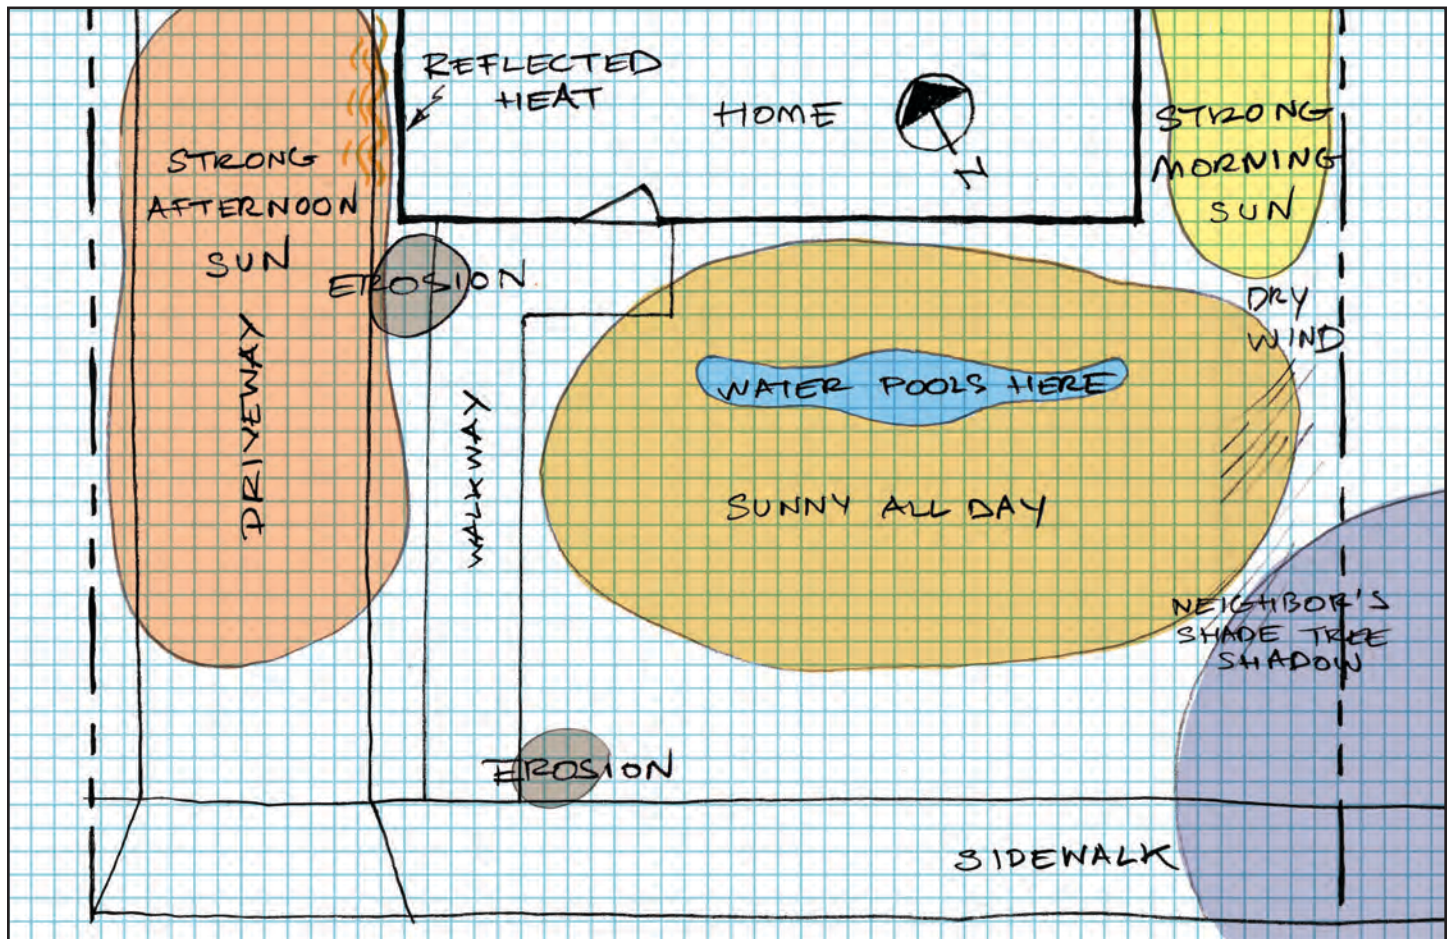 REFLECTED
HEAT
HOME
N
STRONG
MORNING
SUN
STRONG
AFTERNOON
SUN
EROSION
DRY
WIND
DRIVEWAY
WALKWAY
WATER POOLS HERE
SUNNY ALL DAY
NEIGHBOR'S
SHADE TREE
SHADOW
EROSION
SIDEWALK